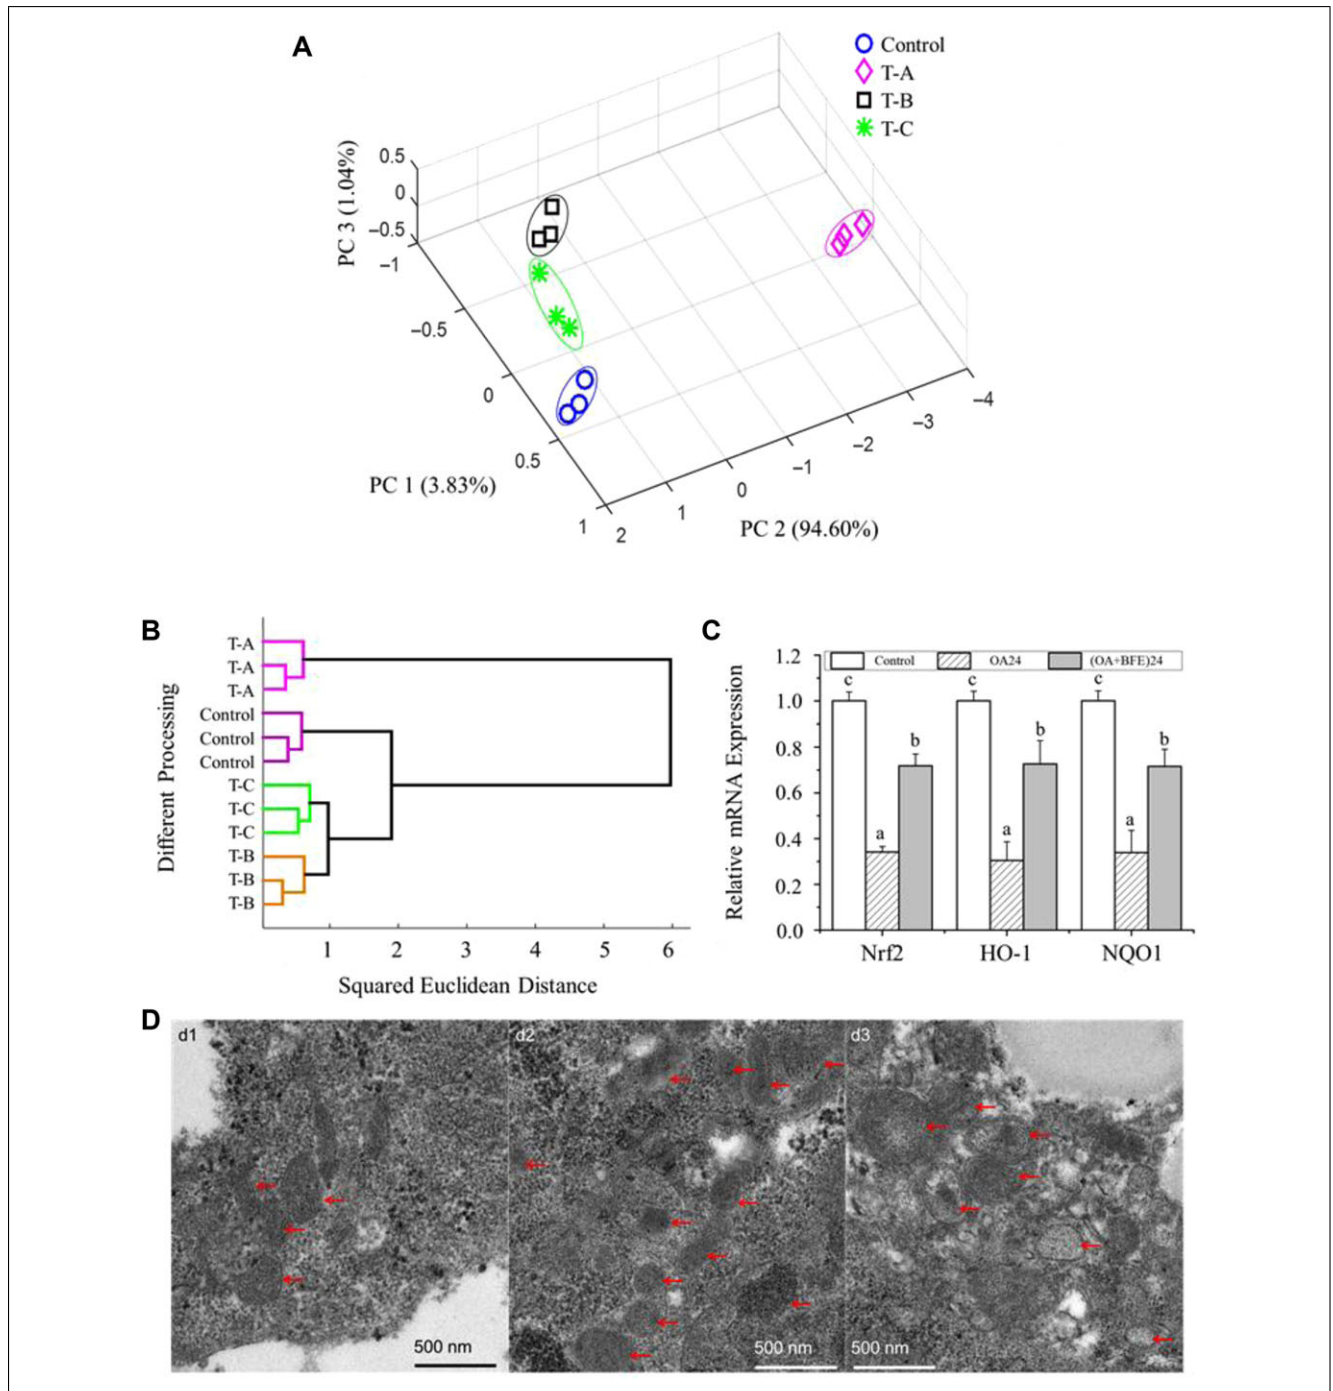 A
Control
T-A
T-B
T-C
PC 3 (1.04%)
0.5
0
−0.5
−1
−0.5
0
0.5
1
PC 1 (3.83%)
2
1
0
−1
−2
−3
−4
PC 2 (94.60%)
B
Different Processing
T-A
T-A
T-A
Control
Control
Control
T-C
T-C
T-C
T-B
T-B
T-B
1 2 3 4 5 6
Squared Euclidean Distance
C
Relative mRNA Expression
1.2
1.0
0.8
0.6
0.4
0.2
0.0
Control OA24 (OA+BFE)24
c a b c a b c a b
Nrf2 HO-1 NQO1
D
d1 d2 d3
500 nm 500 nm 500 nm